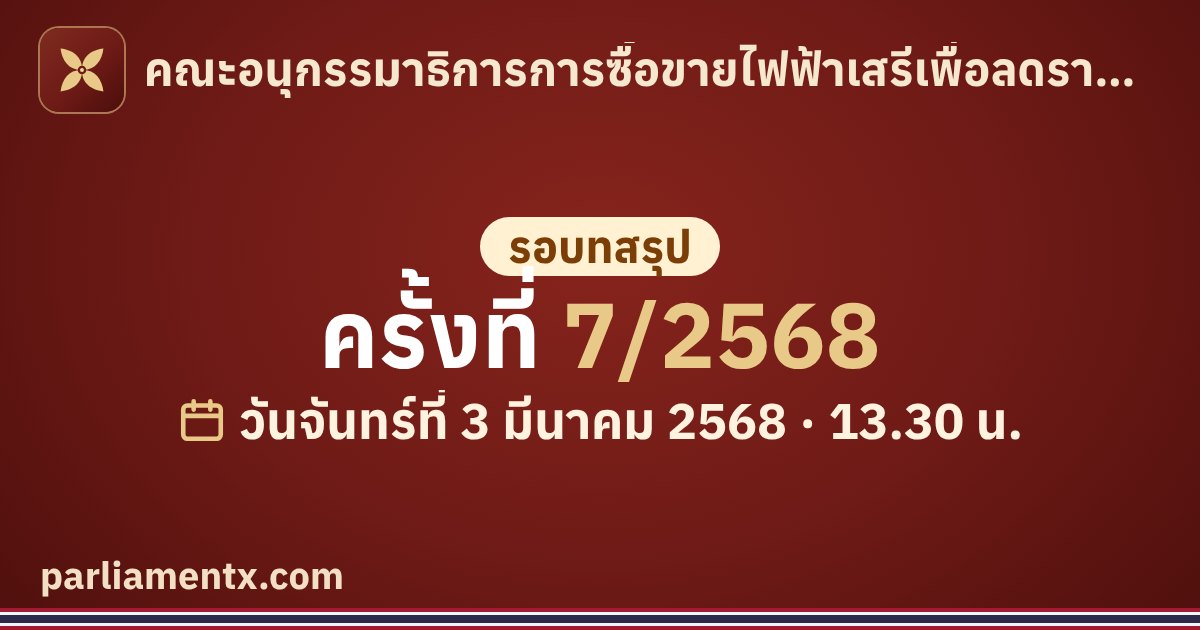 คณะอนุกรรมาธิการการซื้อขายไฟฟ้าเสรีเพื่อลดรา...
รอบทสรุป
ครั้งที่ 7/2568
วันจันทร์ที่ 3 มีนาคม 2568 · 13.30 น.
parliamentx.com